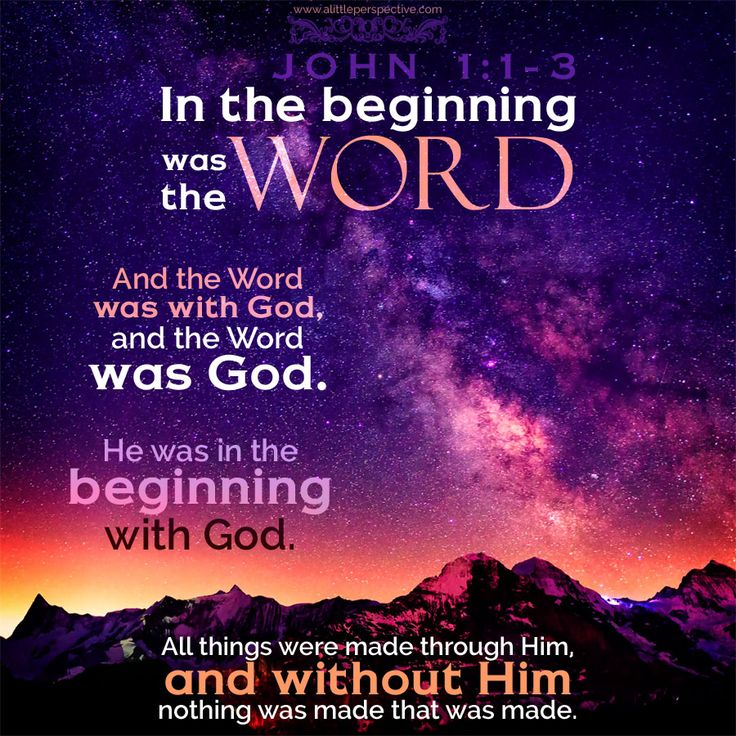 www.alittleperspective.com
JOHN 1:1-3
In the beginning
was
the WORD
And the Word
was with God,
and the Word
was God.
He was in the
beginning
with God.
All things were made through Him,
and without Him
nothing was made that was made.